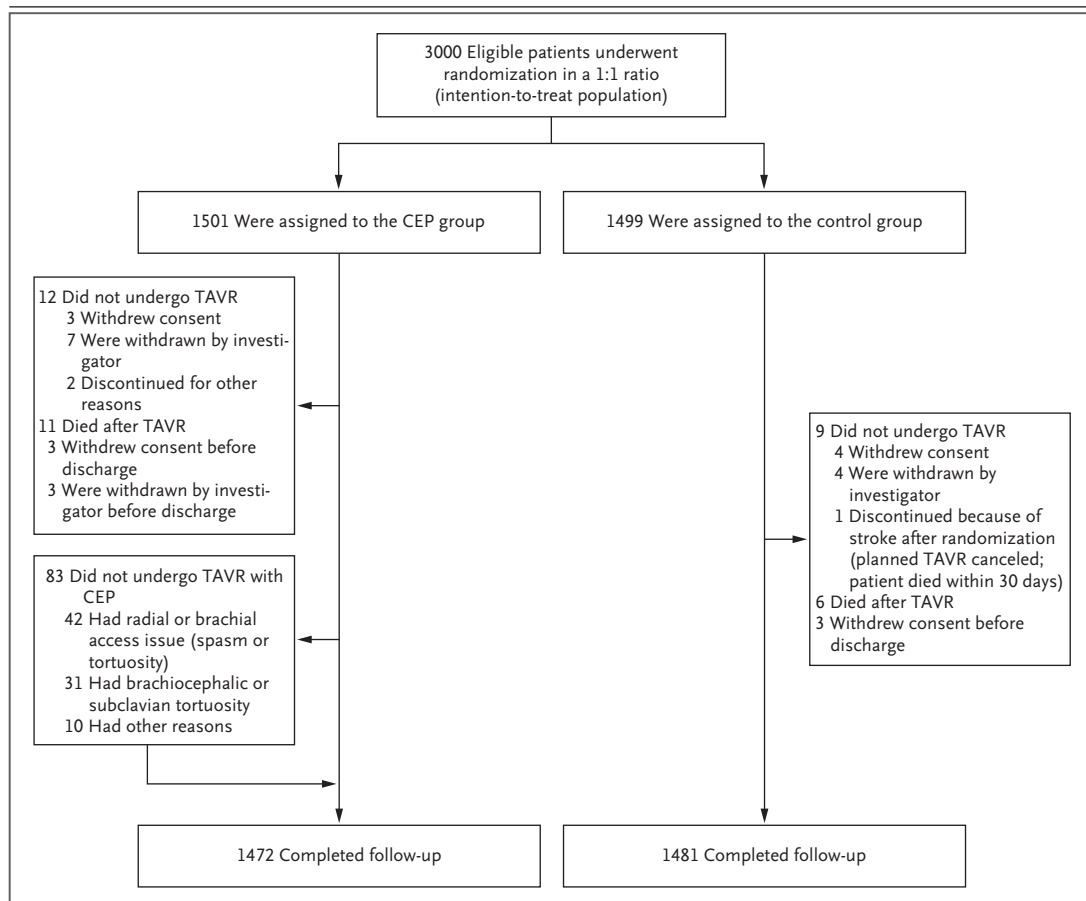 3000 Eligible patients underwent
randomization in a 1:1 ratio
(intention-to-treat population)
1501 Were assigned to the CEP group
1499 Were assigned to the control group
12 Did not undergo TAVR
3 Withdrew consent
7 Were withdrawn by investi-
gator
2 Discontinued for other
reasons
11 Died after TAVR
3 Withdrew consent before
discharge
3 Were withdrawn by investi-
gator before discharge
9 Did not undergo TAVR
4 Withdrew consent
4 Were withdrawn by
investigator
1 Discontinued because of
stroke after randomization
(planned TAVR canceled;
patient died within 30 days)
6 Died after TAVR
3 Withdrew consent before
discharge
83 Did not undergo TAVR with
CEP
42 Had radial or brachial
access issue (spasm or
tortuosity)
31 Had brachiocephalic or
subclavian tortuosity
10 Had other reasons
1472 Completed follow-up
1481 Completed follow-up